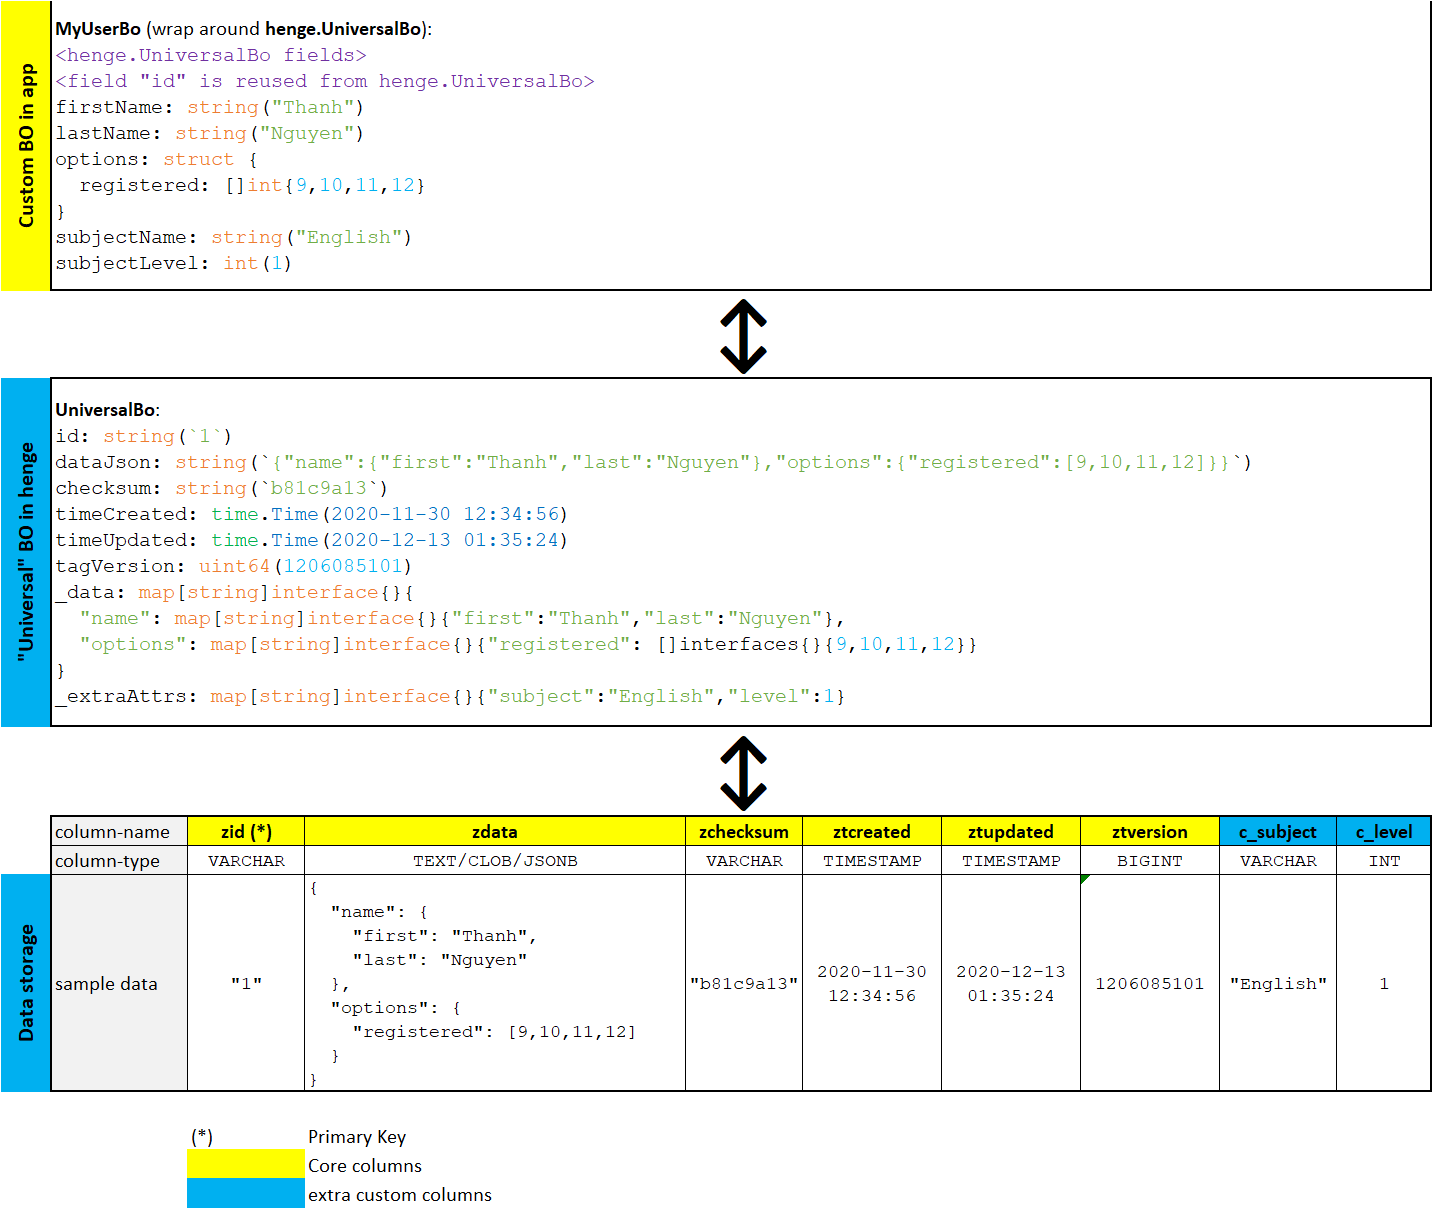 Custom BO in app
MyUserBo (wrap around henge.UniversalBo):
<henge.UniversalBo fields>
<field "id" is reused from henge.UniversalBo>
firstName: string("Thanh")
lastName: string("Nguyen")
options: struct {
  registered: []int{9,10,11,12}
}
subjectName: string("English")
subjectLevel: int(1)
"Universal" BO in henge
UniversalBo:
id: string(`1`)
dataJson: string(`{"name":{"first":"Thanh","last":"Nguyen"},"options":{"registered":[9,10,11,12]}}`)
checksum: string(`b81c9a13`)
timeCreated: time.Time(2020-11-30 12:34:56)
timeUpdated: time.Time(2020-12-13 01:35:24)
tagVersion: uint64(1206085101)
_data: map[string]interface{}{
  "name": map[string]interface{}{"first":"Thanh","last":"Nguyen"},
  "options": map[string]interface{}{"registered": []interfaces{}{9,10,11,12}}
}
_extraAttrs: map[string]interface{}{"subject":"English","level":1}
column-name zid (*) zdata zchecksum ztcreated ztupdated ztversion c_subject c_level
column-type VARCHAR TEXT/CLOB/JSONB VARCHAR TIMESTAMP TIMESTAMP BIGINT VARCHAR INT
Data storage
sample data
"1"
{
  "name": {
    "first": "Thanh",
    "last": "Nguyen"
  },
  "options": {
    "registered": [9,10,11,12]
  }
}
"b81c9a13"
2020-11-30
12:34:56
2020-12-13
01:35:24
1206085101
"English"
1
(*) Primary Key
Core columns
extra custom columns